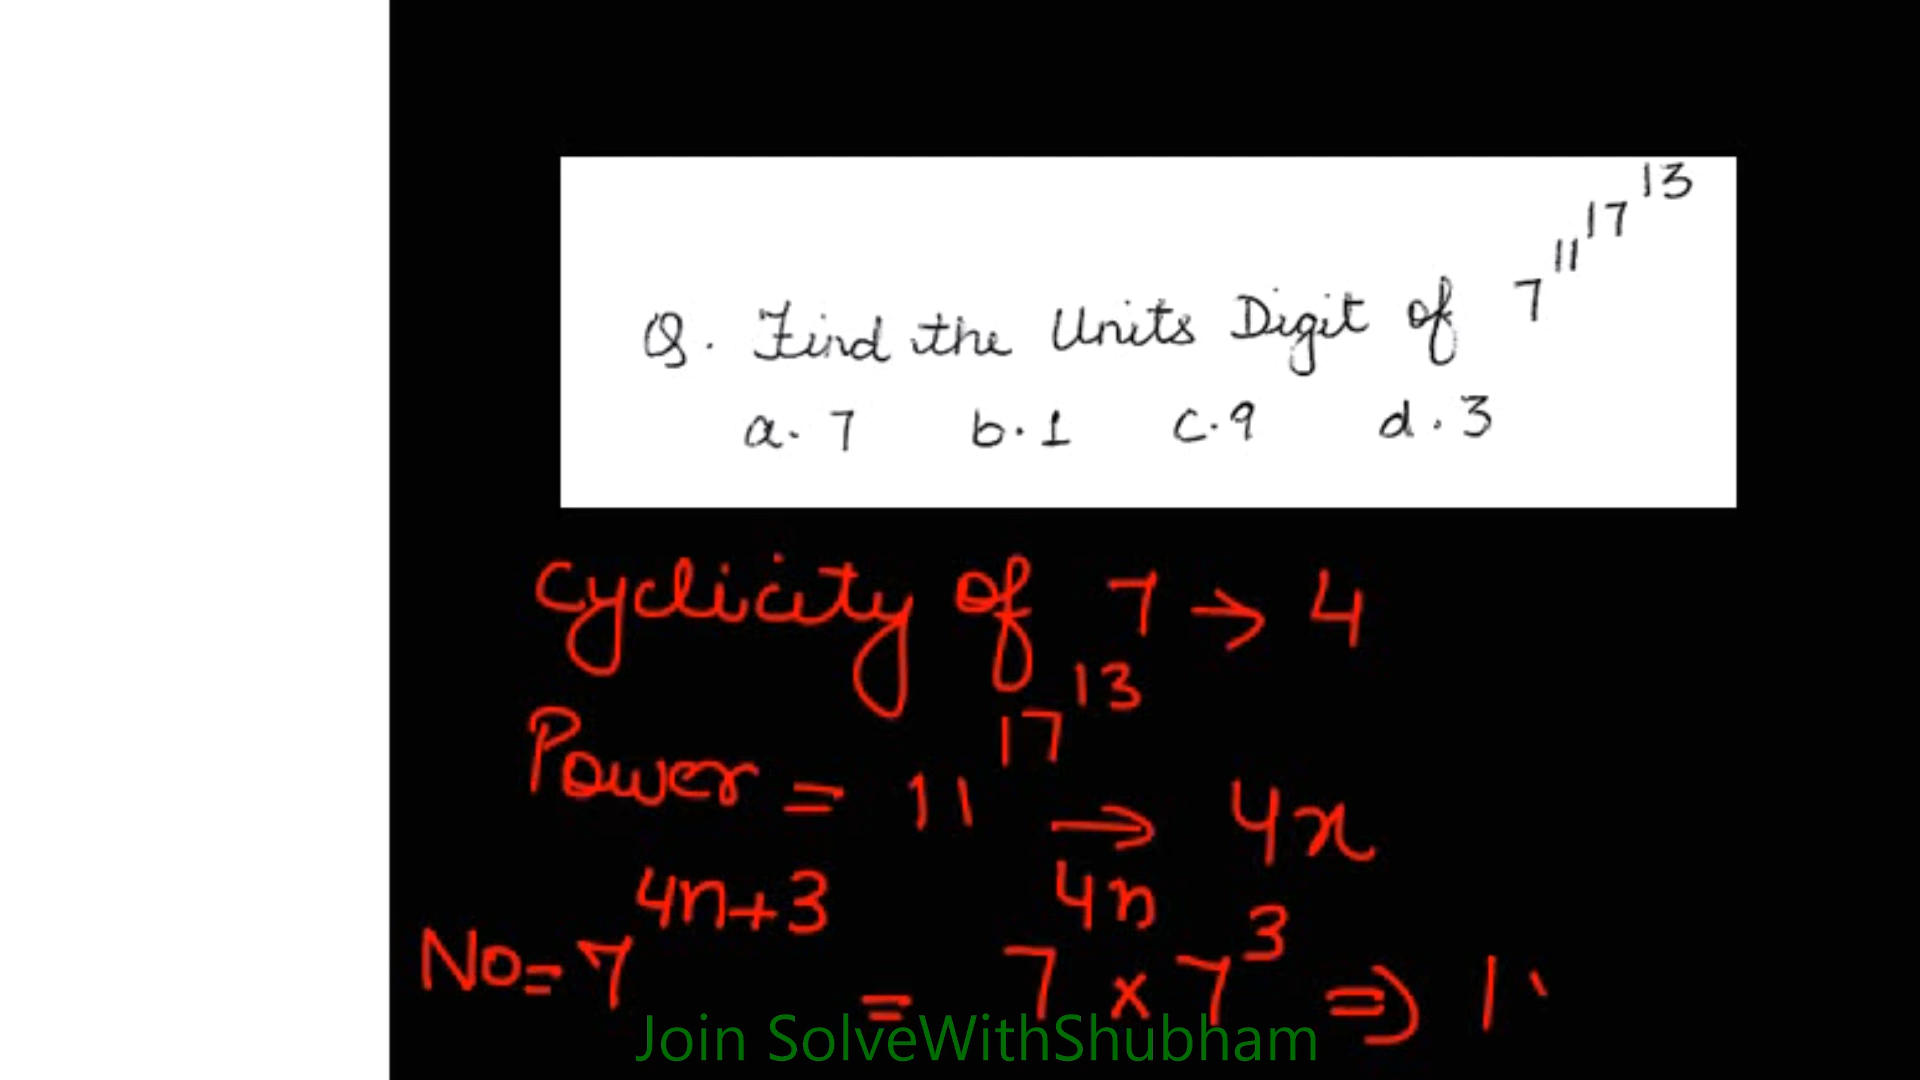 Q. Find the Units Digit of 7^11^17^13
a. 7 b. 1 c. 9 d. 3
Cyclicity of 7 → 4
Power = 11^17^13 → 4x
No = 7^4n+3 = 7^4n × 7^3 ⇒ 1
Join SolveWithShubham